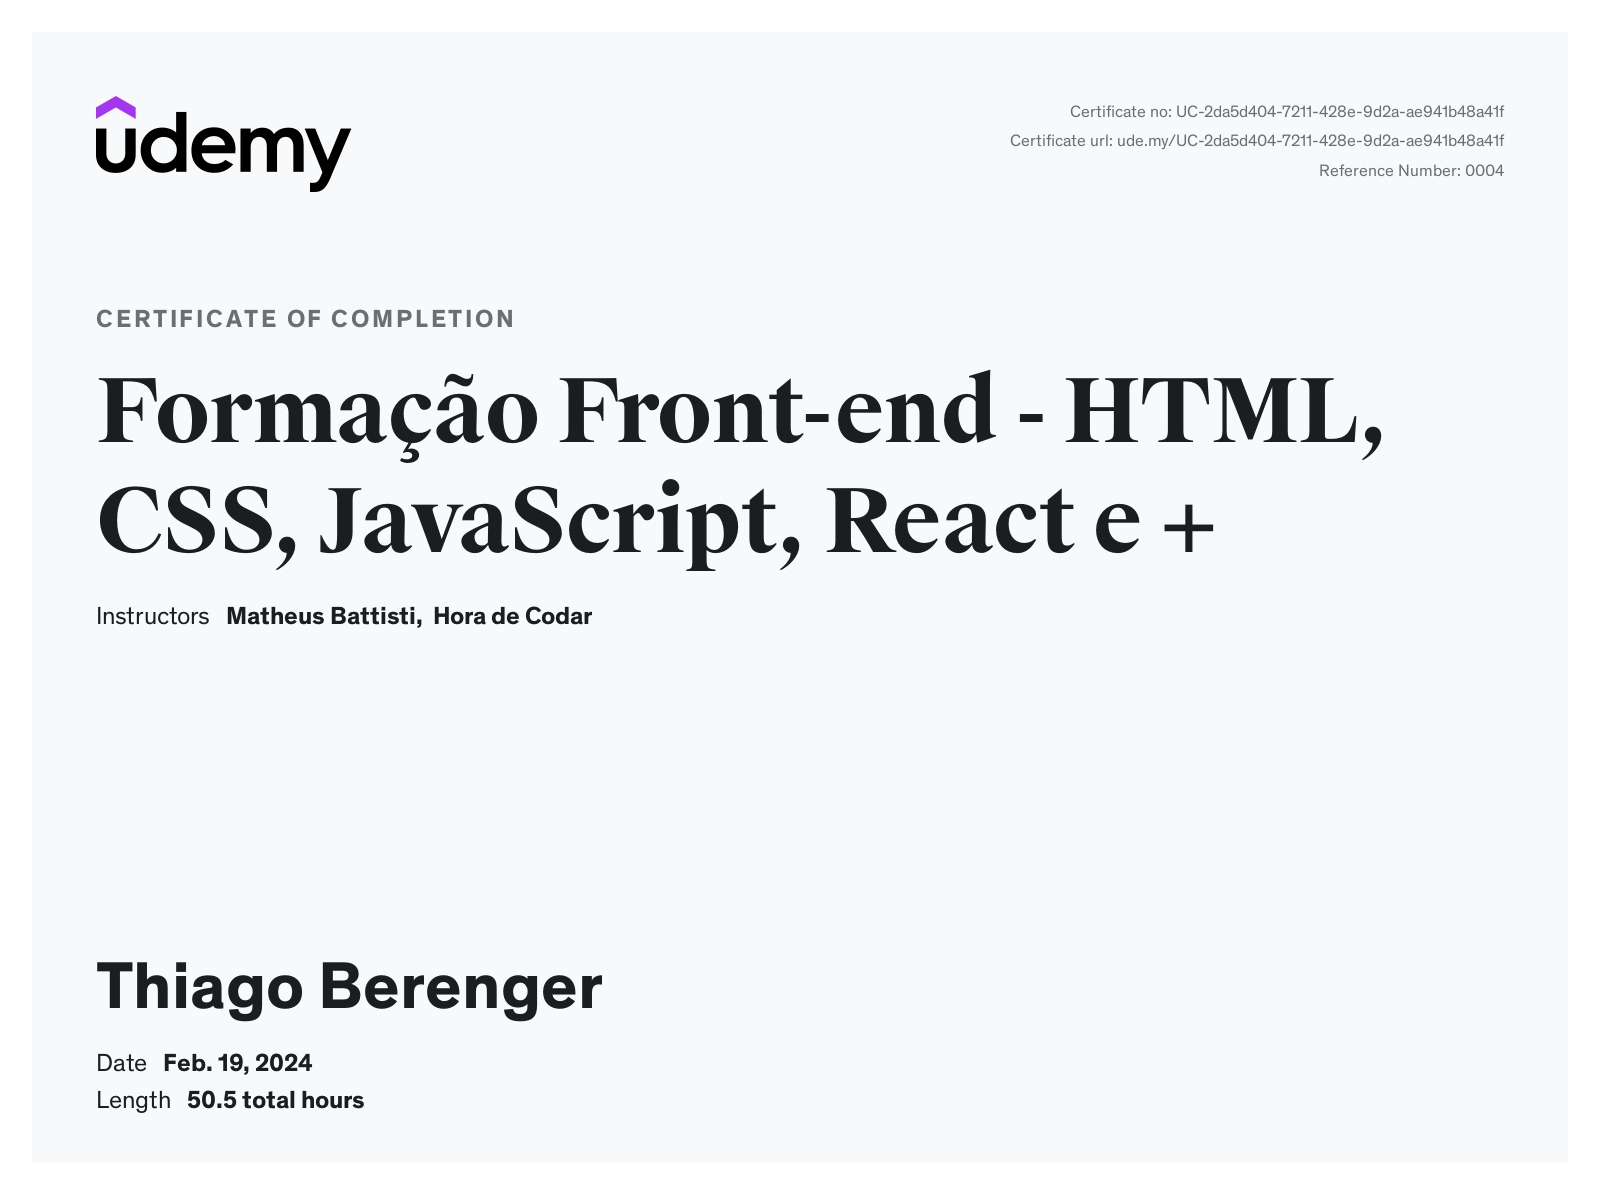 udemy
Certificate no: UC-2da5d404-7211-428e-9d2a-ae941b48a41f
Certificate url: ude.my/UC-2da5d404-7211-428e-9d2a-ae941b48a41f
Reference Number: 0004
CERTIFICATE OF COMPLETION
Formação Front-end - HTML,
CSS, JavaScript, React e +
Instructors Matheus Battisti, Hora de Codar
Thiago Berenger
Date Feb. 19, 2024
Length 50.5 total hours